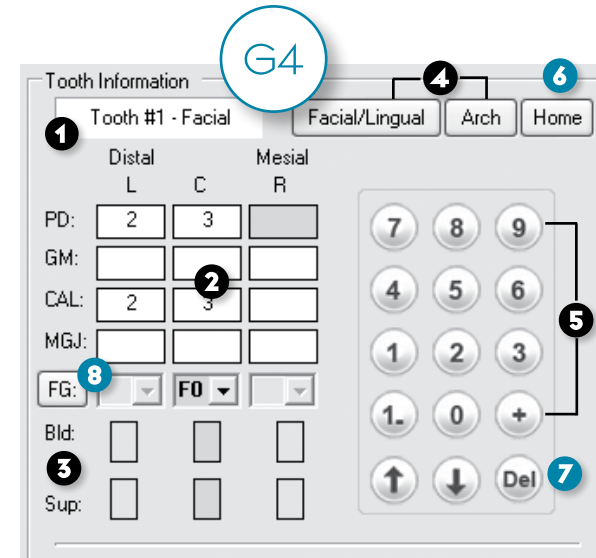 G4
Tooth Information
4
6
1
Tooth #1 - Facial
Facial/Lingual
Arch
Home
Distal Mesial
L C R
PD: 2 3
GM:
2
CAL: 2 3
MGJ:
8
FG: F0
Bld:
3
Sup:
7 8 9
4 5 6
5
1 2 3
1. 0 +
Del
7